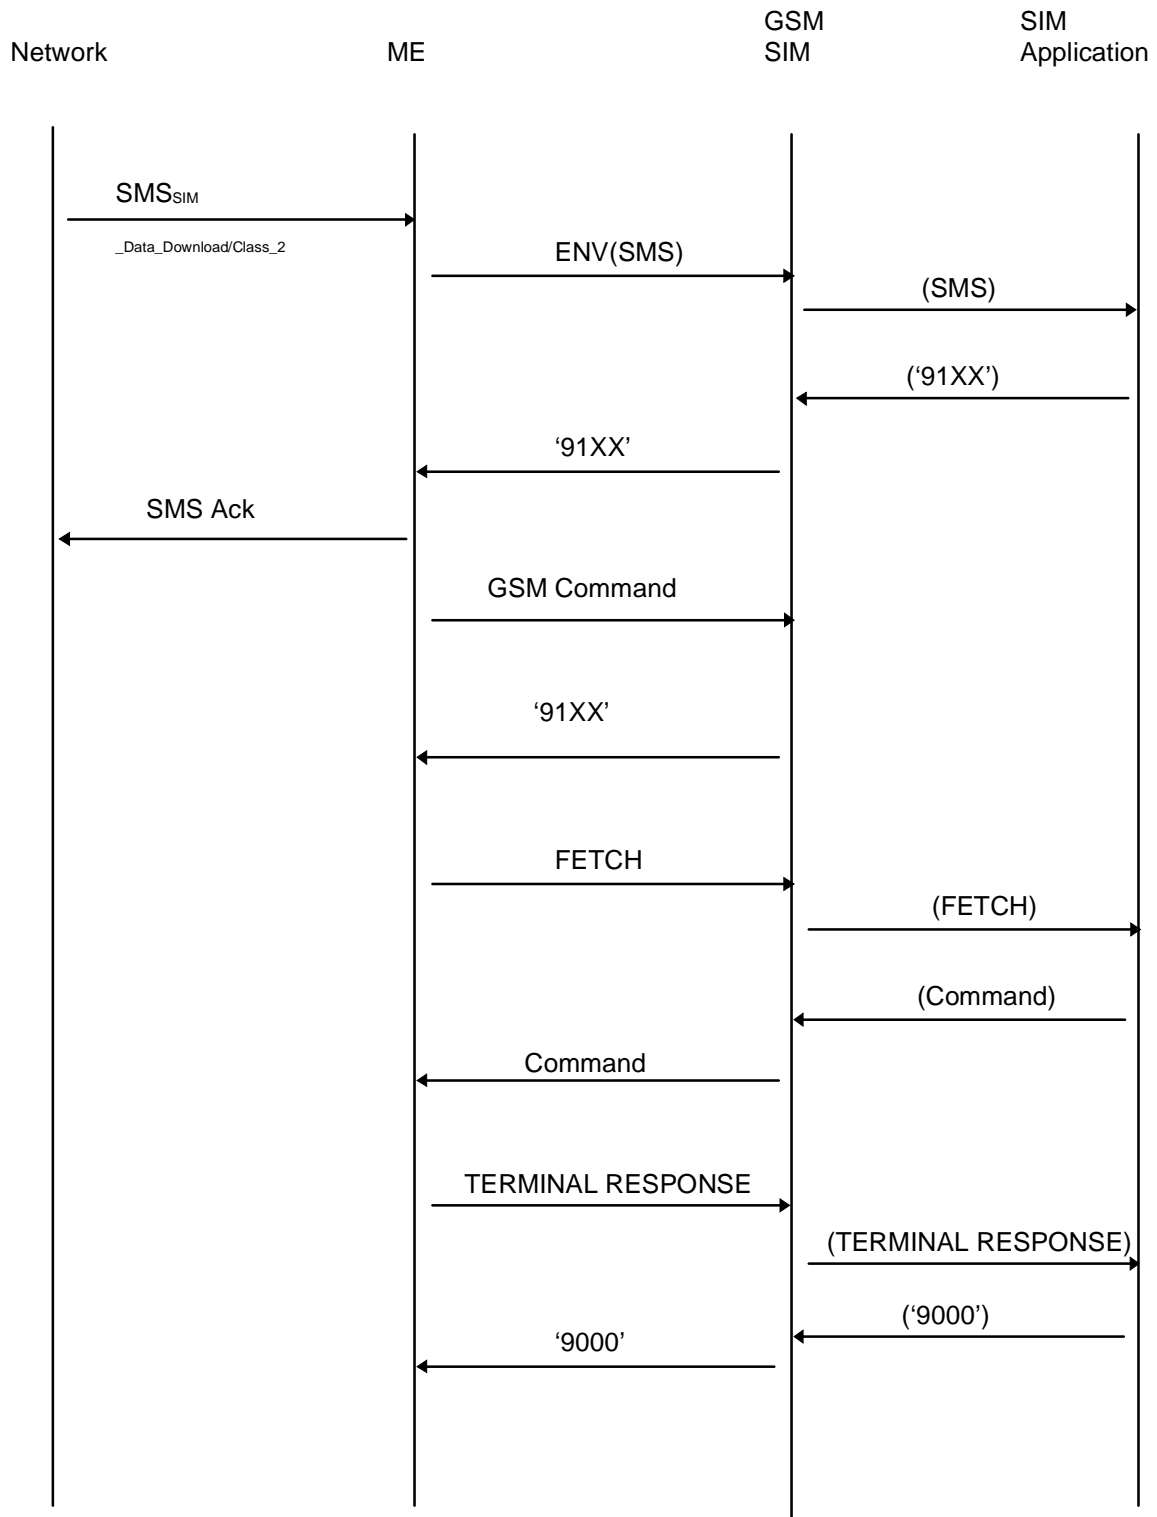 GSM SIM
Network ME SIM Application
SMSSIM
_Data_Download/Class_2
ENV(SMS)
(SMS)
(‘91XX’)
‘91XX’
SMS Ack
GSM Command
‘91XX’
FETCH
(FETCH)
(Command)
Command
TERMINAL RESPONSE
(TERMINAL RESPONSE)
(‘9000’)
‘9000’